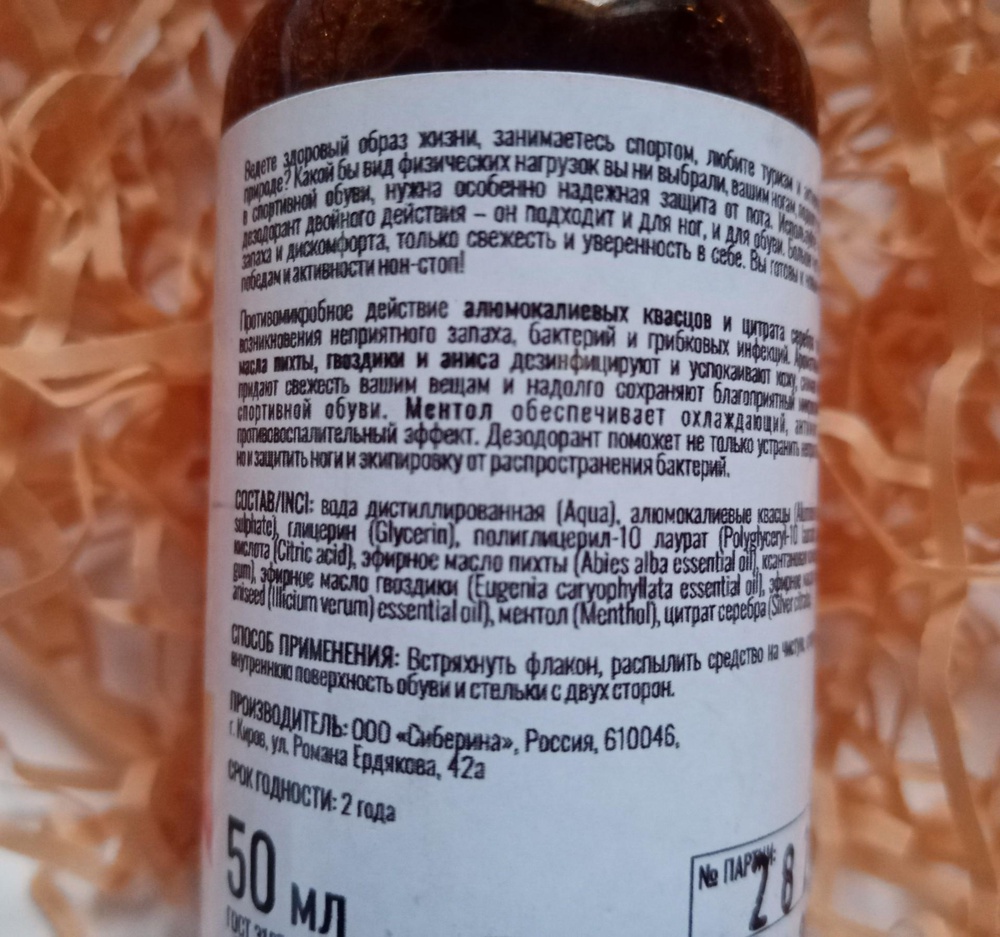 Ведете здоровый образ жизни, занимаетесь спортом, любите туризм и
природе? Какой бы вид физических нагрузок вы ни выбрали, вашим ногам,
в спортивной обуви, нужна особенно надежная защита от пота.
дезодорант двойного действия – он подходит и для ног, и для обуви.
запаха и дискомфорта, только свежесть и уверенность в себе. Вы готовы к
победам и активности нон-стоп!
Противомикробное действие алюмокалиевых квасцов и цитрата
возникновения неприятного запаха, бактерий и грибковых инфекций.
масла пихты, гвоздики и аниса дезинфицируют и успокаивают кожу,
придают свежесть вашим вещам и надолго сохраняют благоприятный
спортивной обуви. Ментол обеспечивает охлаждающий,
противовоспалительный эффект. Дезодорант поможет не только устранить
но и защитить ноги и экипировку от распространения бактерий.
СОСТАВ/INCI: вода дистиллированная (Aqua), алюмокалиевые квасцы
sulphate), глицерин (Glycerin), полиглицерил-10 лаурат (Polyglyceryl-10
кислота (Citric acid), эфирное масло пихты (Abies alba essential oil),
gum), эфирное масло гвоздики (Eugenia caryophyllata essential oil),
aniseed (Illicium verum) essential oil), ментол (Menthol), цитрат серебра (Silver
СПОСОБ ПРИМЕНЕНИЯ: Встряхнуть флакон, распылить средство на
внутреннюю поверхность обуви и стельки с двух сторон.
ПРОИЗВОДИТЕЛЬ: ООО «Сиберина», Россия, 610046,
г. Киров, ул. Романа Ердякова, 42а
СРОК ГОДНОСТИ: 2 года
50 мл
№ ПАРТИИ:
28
ГОСТ